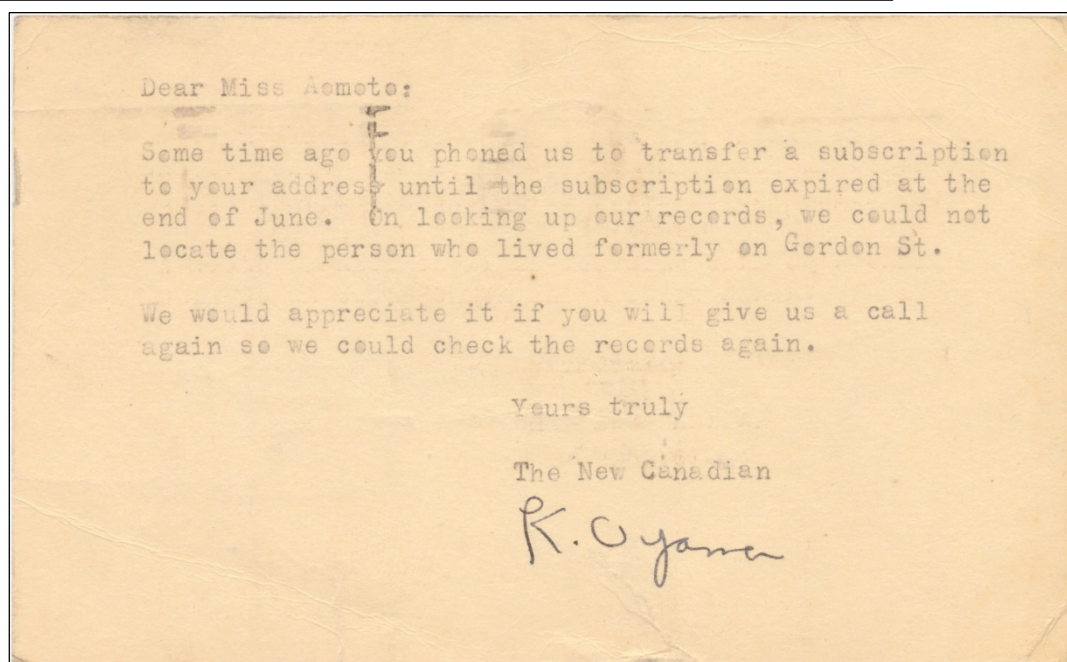 Dear Miss Aomoto:
Some time ago you phoned us to transfer a subscription
to your address until the subscription expired at the
end of June. On looking up our records, we could not
locate the person who lived formerly on Gordon St.
We would appreciate it if you will give us a call
again so we could check the records again.
Yours truly
The New Canadian
K. Oyama